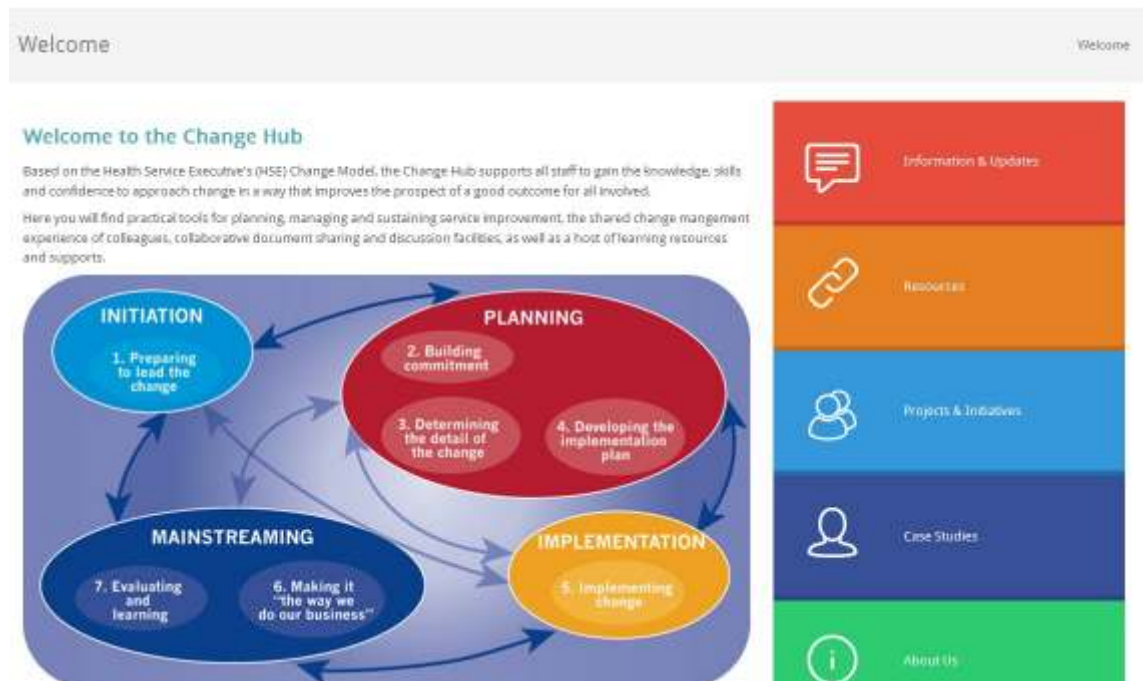 Welcome
Welcome
Welcome to the Change Hub
Based on the Health Service Executive's (HSE) Change Model, the Change Hub supports all staff to gain the knowledge, skills
and confidence to approach change in a way that improves the prospect of a good outcome for all involved.
Here you will find practical tools for planning, managing and sustaining service improvement, the shared change mangement
experience of colleagues, collaborative document sharing and discussion facilities, as well as a host of learning resources
and supports.
INITIATION
1. Preparing
to lead the
change
PLANNING
2. Building
commitment
3. Determining
the detail of
the change
4. Developing the
implementation
plan
MAINSTREAMING
7. Evaluating
and
learning
6. Making it
"the way we
do our business"
IMPLEMENTATION
5. Implementing
change
Information & Updates
Resources
Projects & Initiatives
Case Studies
About Us